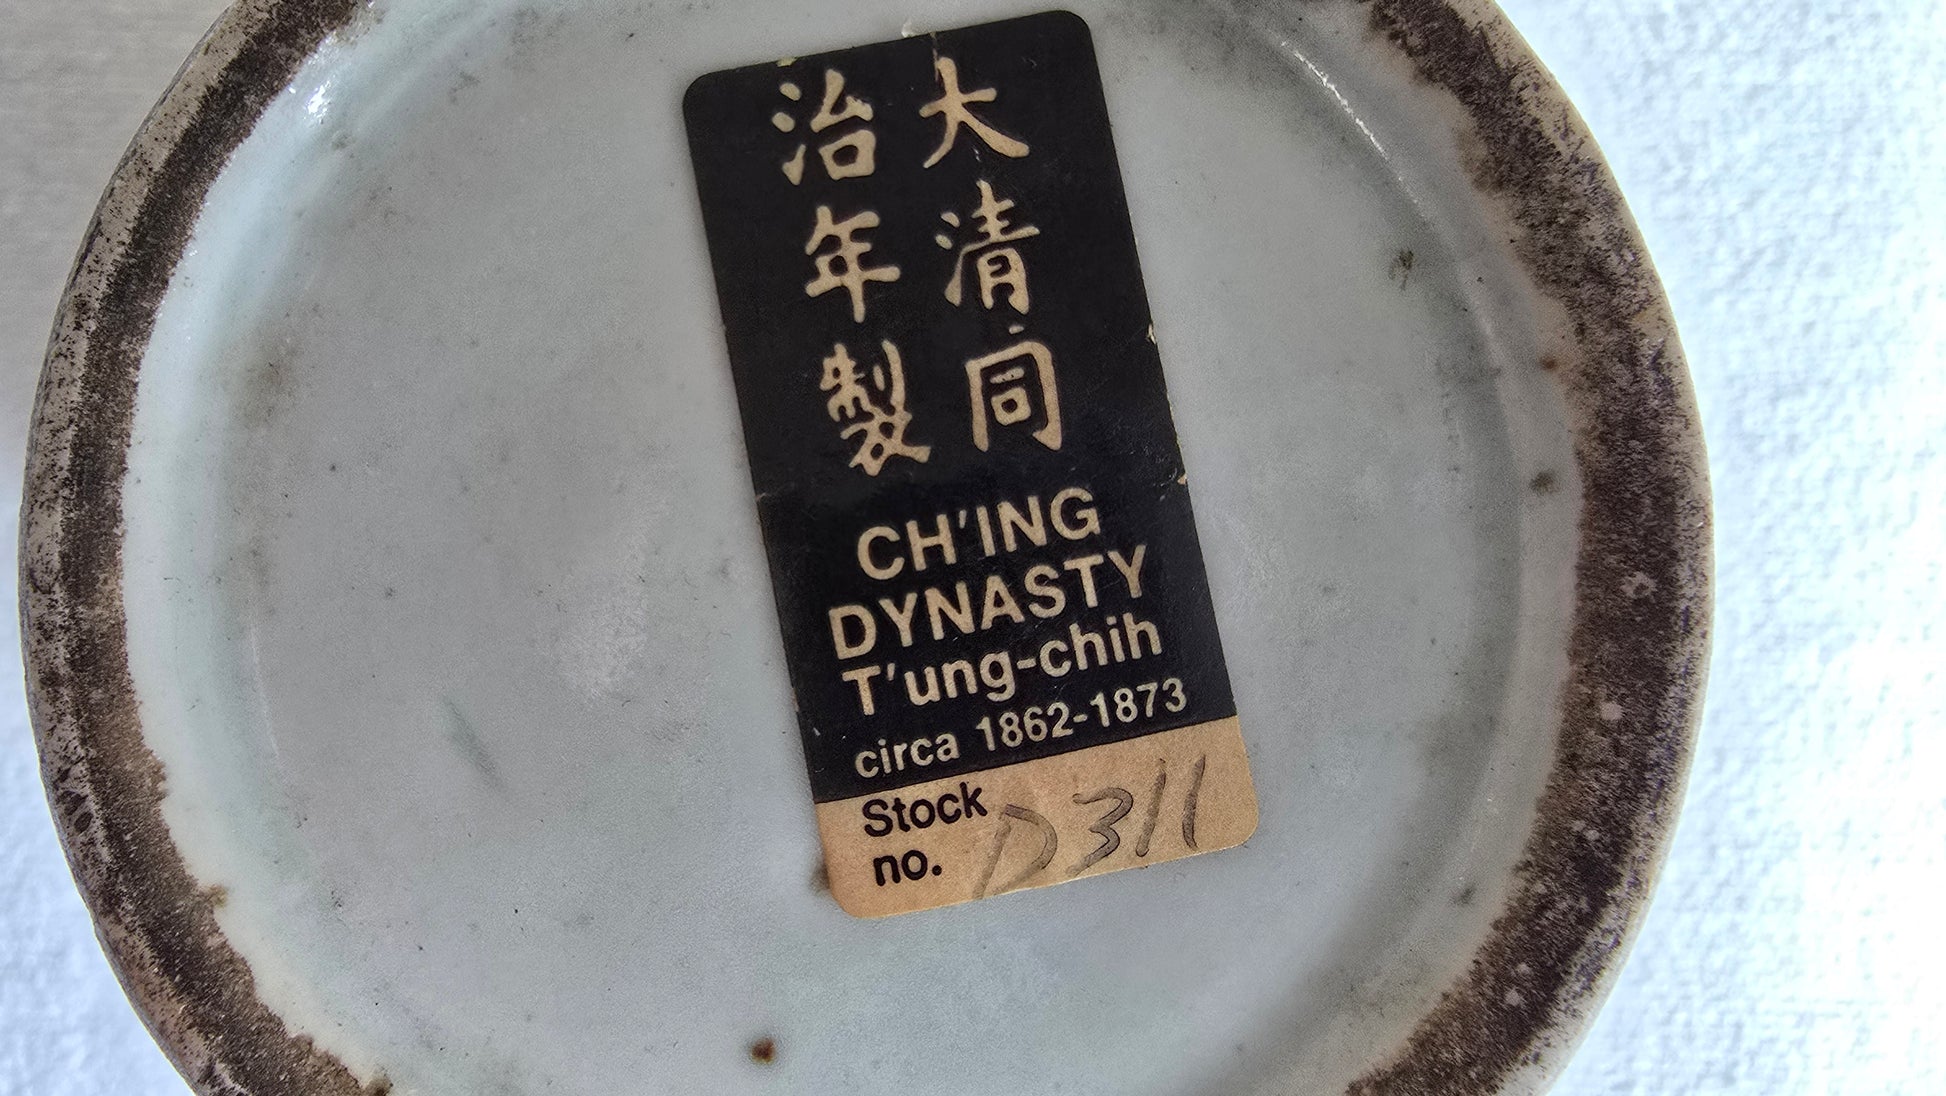 大清同
治年製
CH'ING
DYNASTY
T'ung-chih
circa 1862-1873
Stock
no. D311